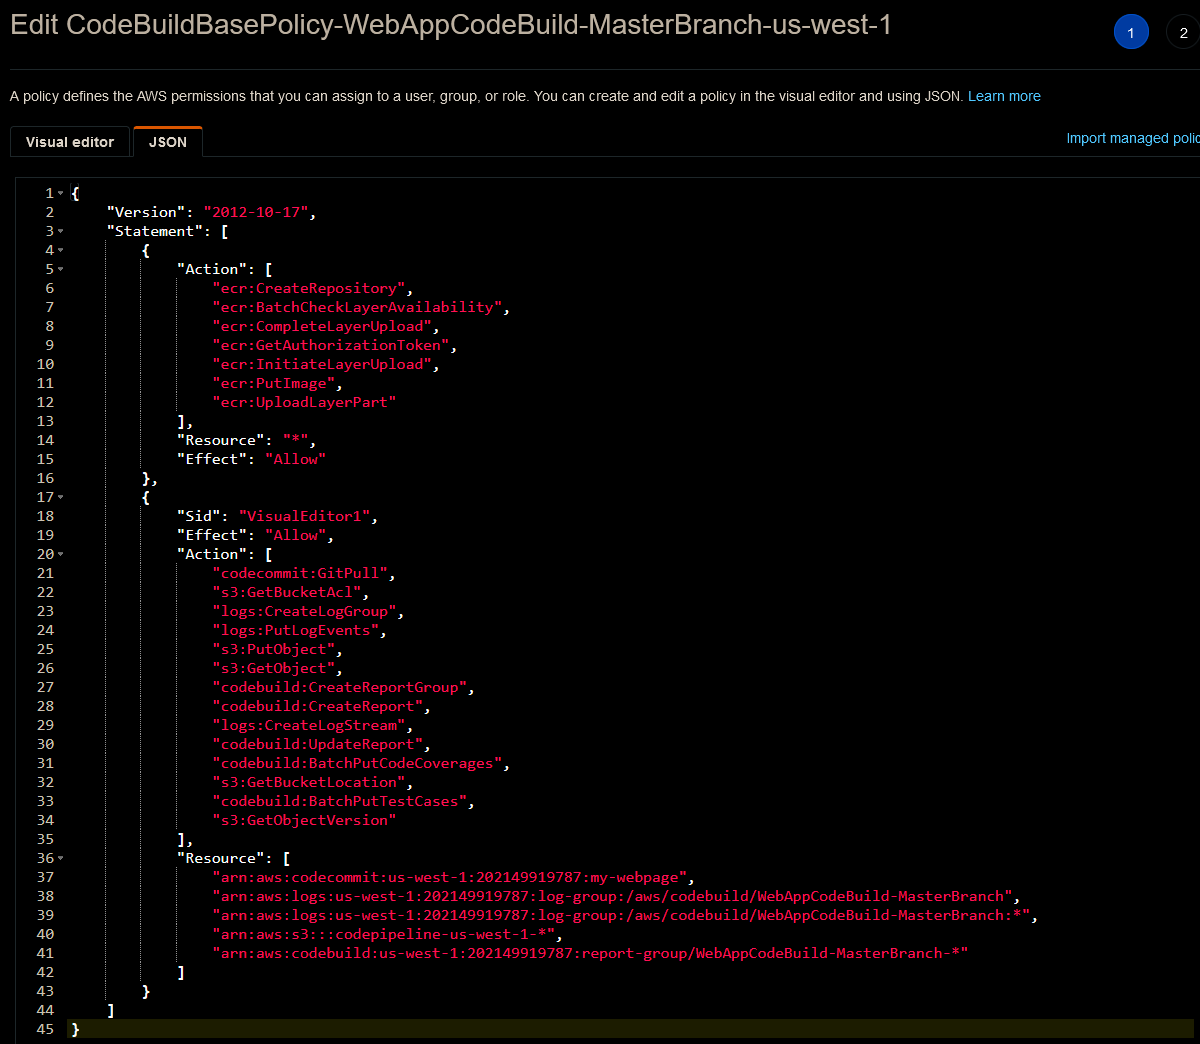 Edit CodeBuildBasePolicy-WebAppCodeBuild-MasterBranch-us-west-1
1
2
A policy defines the AWS permissions that you can assign to a user, group, or role. You can create and edit a policy in the visual editor and using JSON. Learn more
Visual editor
JSON
Import managed polic
1 {
2     "Version": "2012-10-17",
3     "Statement": [
4         {
5             "Action": [
6                 "ecr:CreateRepository",
7                 "ecr:BatchCheckLayerAvailability",
8                 "ecr:CompleteLayerUpload",
9                 "ecr:GetAuthorizationToken",
10                 "ecr:InitiateLayerUpload",
11                 "ecr:PutImage",
12                 "ecr:UploadLayerPart"
13             ],
14             "Resource": "*",
15             "Effect": "Allow"
16         },
17         {
18             "Sid": "VisualEditor1",
19             "Effect": "Allow",
20             "Action": [
21                 "codecommit:GitPull",
22                 "s3:GetBucketAcl",
23                 "logs:CreateLogGroup",
24                 "logs:PutLogEvents",
25                 "s3:PutObject",
26                 "s3:GetObject",
27                 "codebuild:CreateReportGroup",
28                 "codebuild:CreateReport",
29                 "logs:CreateLogStream",
30                 "codebuild:UpdateReport",
31                 "codebuild:BatchPutCodeCoverages",
32                 "s3:GetBucketLocation",
33                 "codebuild:BatchPutTestCases",
34                 "s3:GetObjectVersion"
35             ],
36             "Resource": [
37                 "arn:aws:codecommit:us-west-1:202149919787:my-webpage",
38                 "arn:aws:logs:us-west-1:202149919787:log-group:/aws/codebuild/WebAppCodeBuild-MasterBranch",
39                 "arn:aws:logs:us-west-1:202149919787:log-group:/aws/codebuild/WebAppCodeBuild-MasterBranch:*",
40                 "arn:aws:s3:::codepipeline-us-west-1-*",
41                 "arn:aws:codebuild:us-west-1:202149919787:report-group/WebAppCodeBuild-MasterBranch-*"
42             ]
43         }
44     ]
45 }